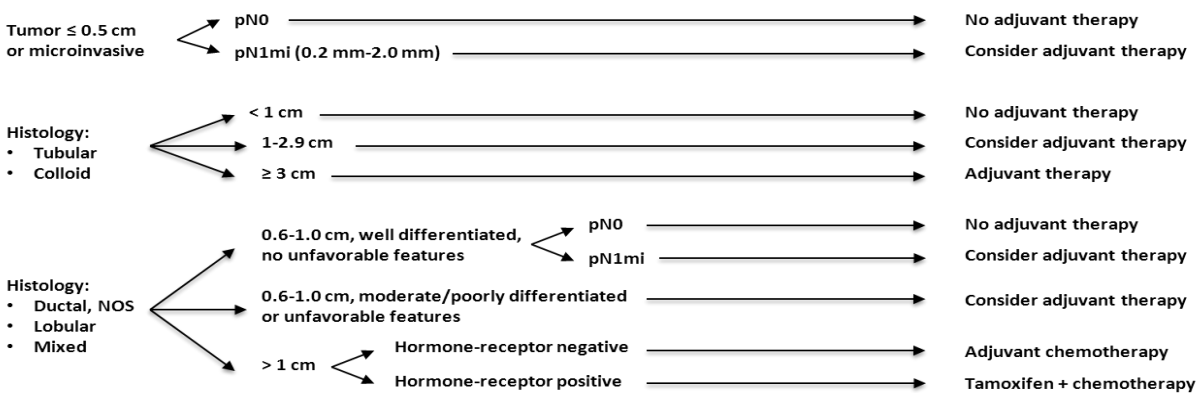 Tumor ≤ 0.5 cm
or microinvasive
pN0
No adjuvant therapy
pN1mi (0.2 mm-2.0 mm)
Consider adjuvant therapy
Histology:
• Tubular
• Colloid
< 1 cm
No adjuvant therapy
1-2.9 cm
Consider adjuvant therapy
≥ 3 cm
Adjuvant therapy
Histology:
• Ductal, NOS
• Lobular
• Mixed
0.6-1.0 cm, well differentiated,
no unfavorable features
pN0
No adjuvant therapy
pN1mi
Consider adjuvant therapy
0.6-1.0 cm, moderate/poorly differentiated
or unfavorable features
Consider adjuvant therapy
> 1 cm
Hormone-receptor negative
Adjuvant chemotherapy
Hormone-receptor positive
Tamoxifen + chemotherapy